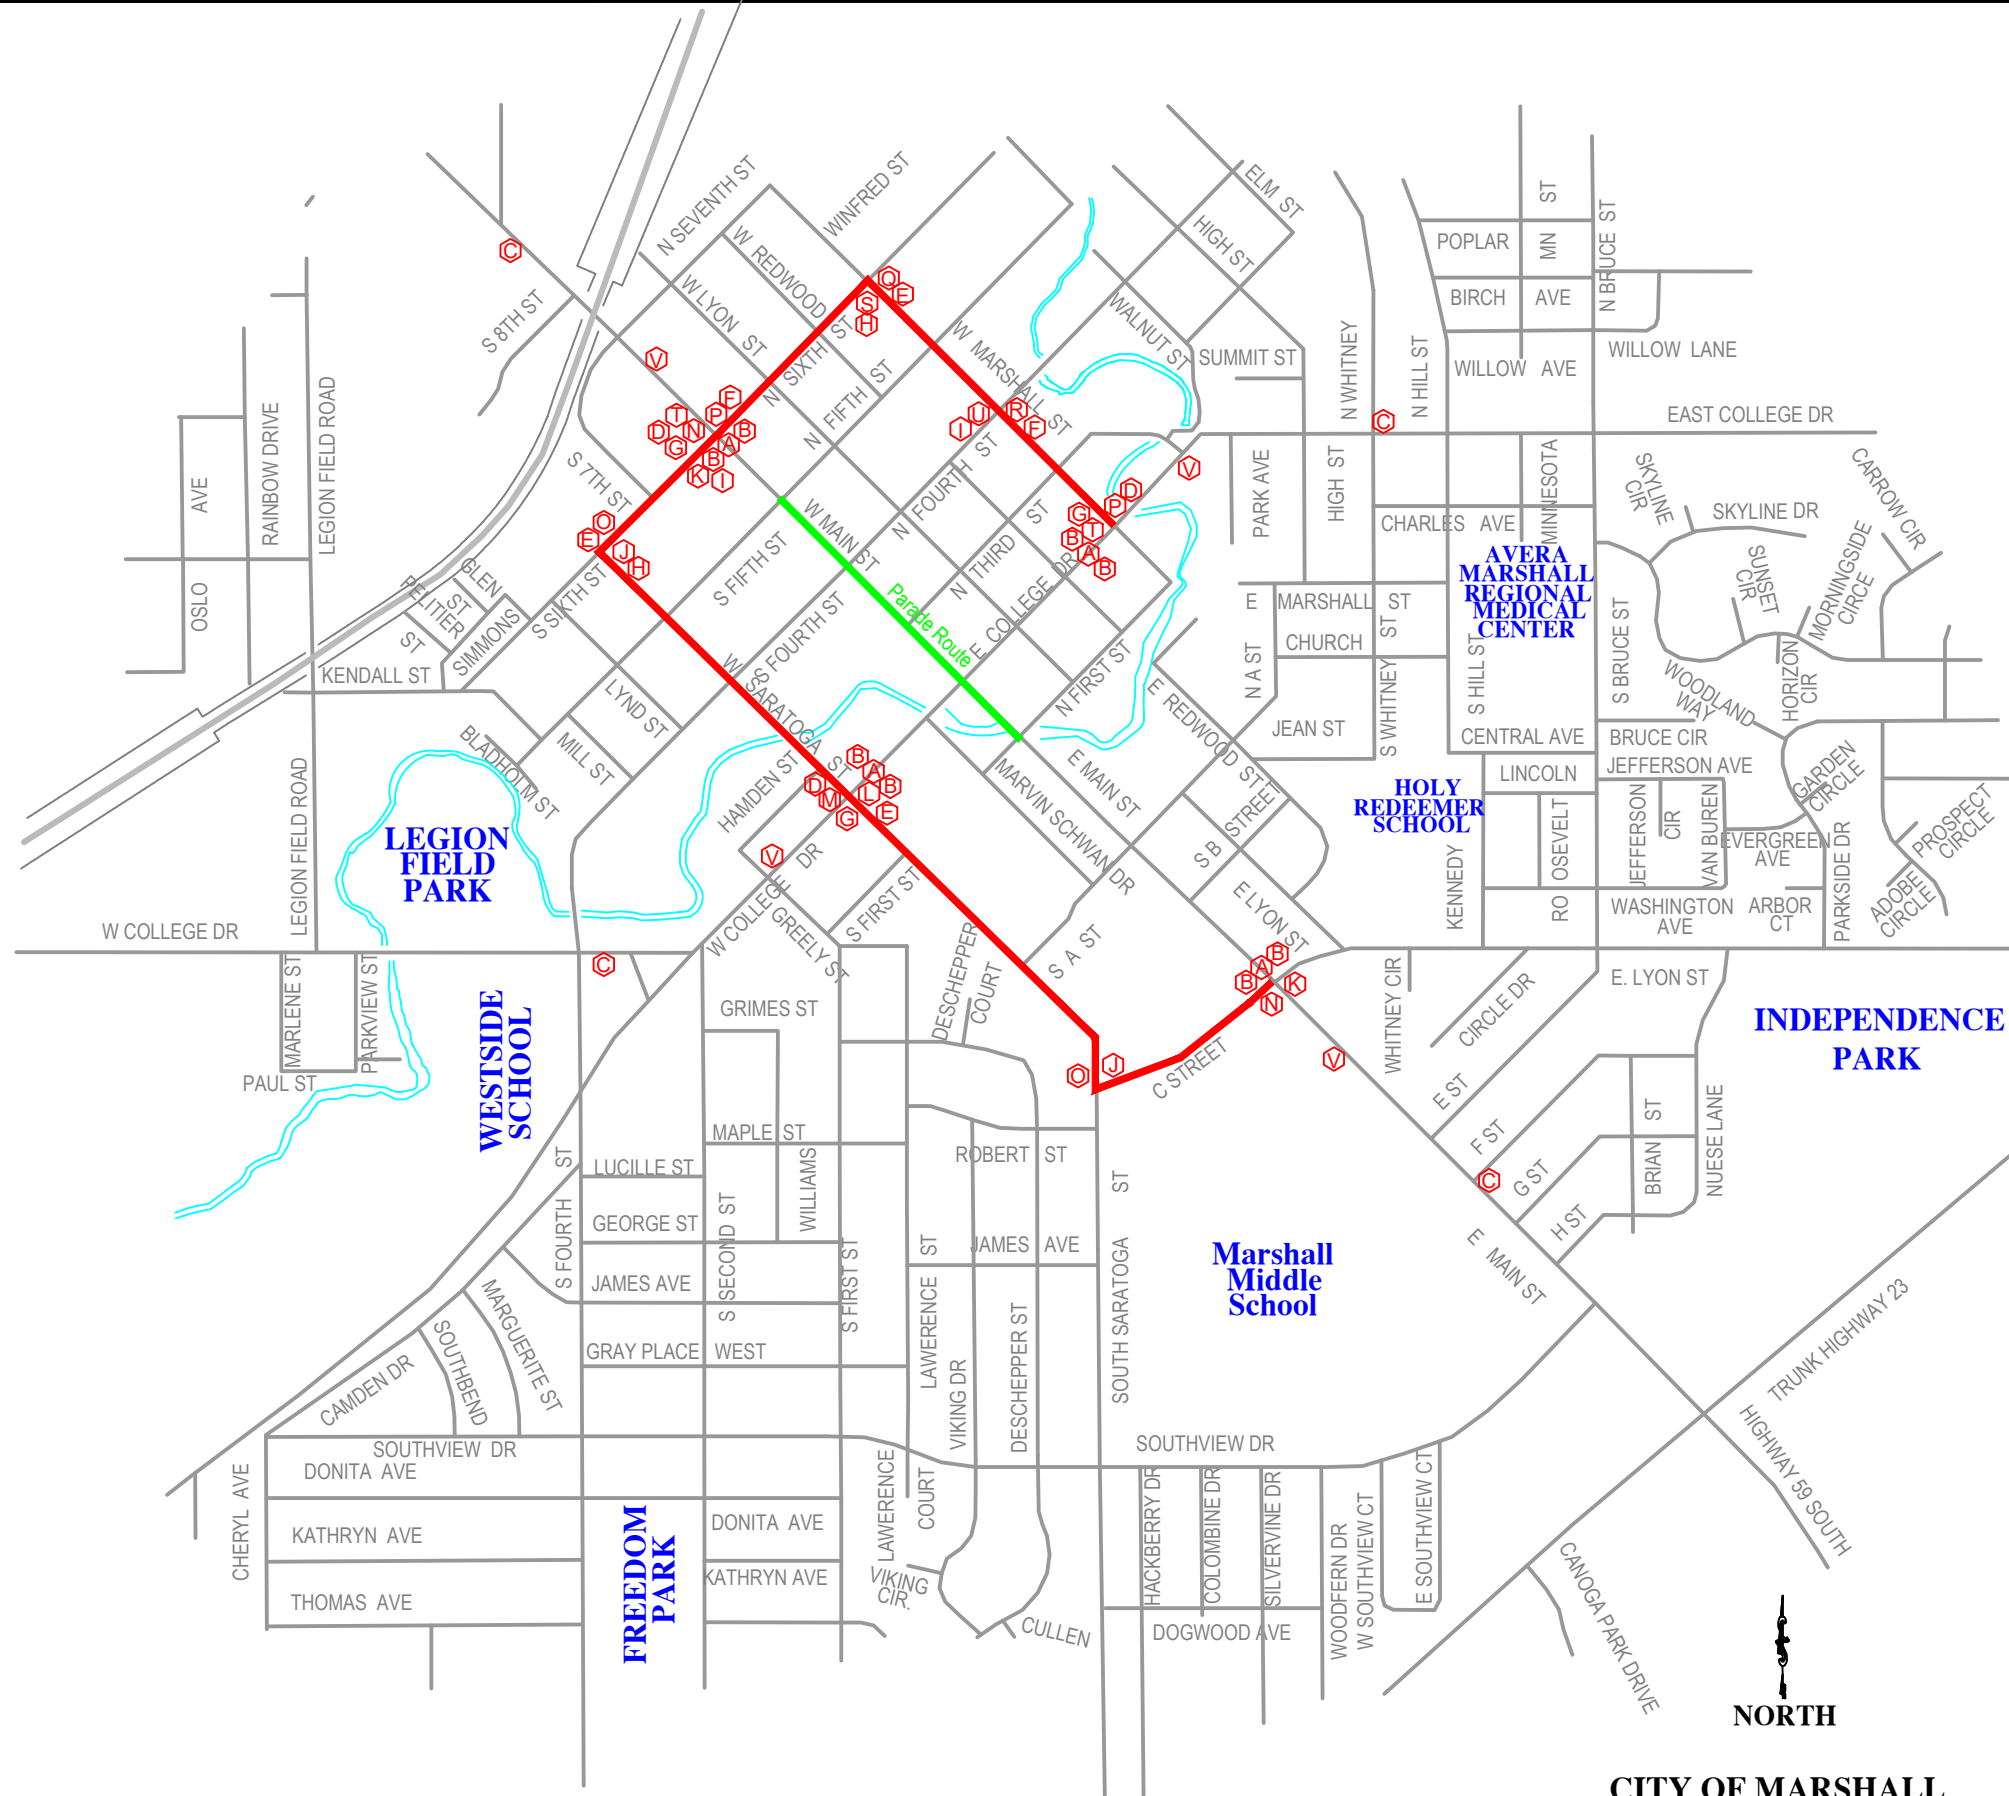 ELM ST
WINFRED ST
N SEVENTH ST
HIGH ST
W REDWOOD ST
W LYON ST
ST
POPLAR
MN
N BRUCE ST
BIRCH AVE
C
Q
E
S
H
S 8TH ST
W MARSHALL ST
WALNUT ST
SUMMIT ST
N WHITNEY
N HILL ST
WILLOW AVE
WILLOW LANE
V
N SIXTH ST
N FIFTH ST
RAINBOW DRIVE
LEGION FIELD ROAD
F
T
P
D
N
B
A
G
B
K
I
U
R
I
F
C
EAST COLLEGE DR
S 7TH ST
N FOURTH ST
V
PARK AVE
HIGH ST
MINNESOTA
SKYLINE
CIR
CARROW CIR
SKYLINE DR
AVE
OSLO
O
E
J
H
W MAIN ST
N THIRD ST
D
P
G
T
B
A
B
CHARLES AVE
AVERA
MARSHALL
REGIONAL
MEDICAL
CENTER
SUNSET
CIR
MORNINGSIDE
CIRCE
GLEN
ST
PELITIER
ST
SIMMONS
S SIXTH ST
S FIFTH ST
S FOURTH ST
Parade Route
E COLLEGE DR
E MARSHALL ST
CHURCH ST
N A ST
S WHITNEY
S HILL ST
S BRUCE ST
KENDALL ST
LYND ST
MILL ST
BLADHOLM ST
W SARATOGA ST
N FIRST ST
E REDWOOD ST
JEAN ST
WOODLAND
WAY
HORIZON
CIR
CENTRAL AVE
BRUCE CIR
JEFFERSON AVE
LINCOLN
GARDEN
CIRCLE
HAMDEN ST
B
A
D
M
L
B
G
E
MARVIN SCHWAN DR
E MAIN ST
S B STREET
HOLY
REDEEMER
SCHOOL
ROOSEVELT
JEFFERSON
CIR
VAN BUREN
EVERGREEN
AVE
PARKSIDE DR
PROSPECT
CIRCLE
ADOBE
CIRCLE
LEGION
FIELD
PARK
LEGION FIELD ROAD
V
W COLLEGE DR
GREELY ST
S FIRST ST
E LYON ST
KENNEDY
WASHINGTON
AVE
ARBOR
CT
W COLLEGE DR
C
MARLENE ST
PARKVIEW ST
PAUL ST
WESTSIDE
SCHOOL
GRIMES ST
DESCHEPPER
COURT
S A ST
B
A
B
K
N
WHITNEY CIR
CIRCLE DR
E. LYON ST
INDEPENDENCE
PARK
O
J
C STREET
V
E ST
F ST
G ST
H ST
BRIAN ST
NUESE LANE
C
MAPLE ST
LUCILLE ST
WILLIAMS
ROBERT ST
S FOURTH ST
GEORGE ST
S SECOND ST
S FIRST ST
JAMES AVE
JAMES AVE
LAWERENCE ST
SOUTH SARATOGA ST
Marshall
Middle
School
E MAIN ST
TRUNK HIGHWAY 23
MARGUERITE ST
SOUTHBEND
CAMDEN DR
GRAY PLACE WEST
VIKING DR
DESCHEPPER ST
HIGHWAY 59 SOUTH
SOUTHVIEW DR
SOUTHVIEW DR
DONITA AVE
CHERYL AVE
KATHRYN AVE
THOMAS AVE
FREEDOM
PARK
DONITA AVE
KATHRYN AVE
LAWERENCE
COURT
VIKING
CIR.
CULLEN
HACKBERRY DR
COLOMBINE DR
SILVERVINE DR
WOODFERN DR
W SOUTHVIEW CT
E SOUTHVIEW CT
DOGWOOD AVE
CANOGA PARK DRIVE
NORTH
CITY OF MARSHALL